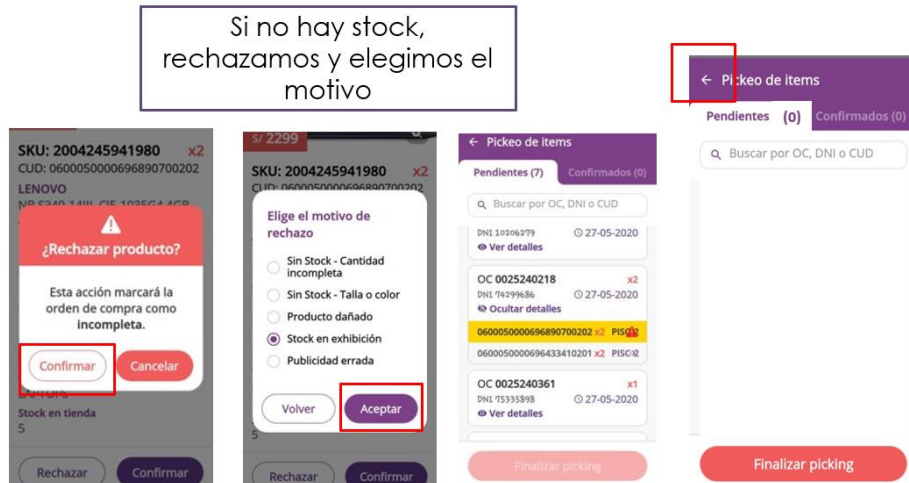 Si no hay stock,
rechazamos y elegimos el
motivo
SKU: 2004245941980 x2
CUD: 0600050000696890700202
LENOVO
¿Rechazar producto?
Esta acción marcará la
orden de compra como
incompleta.
Confirmar Cancelar
Stock en tienda
5
Rechazar Confirmar
S/ 2299
SKU: 2004245941980 x2
CUD: 0600050000696890700202
Elige el motivo de
rechazo
Sin Stock - Cantidad
incompleta
Sin Stock - Talla o color
Producto dañado
Stock en exhibición
Publicidad errada
Volver Aceptar
5
Rechazar Confirmar
← Pickeo de items
Pendientes (7) Confirmados (0)
Buscar por OC, DNI o CUD
DNI 10206279 27-05-2020
Ver detalles
OC 0025240218 x2
DNI 74299686 27-05-2020
Ocultar detalles
0600050000696890700202 x2
0600050000696433410201 x2
OC 0025240361 x1
DNI 75335898 27-05-2020
Ver detalles
Finalizar picking
← Pickeo de items
Pendientes (0) Confirmados (0)
Buscar por OC, DNI o CUD
Finalizar picking